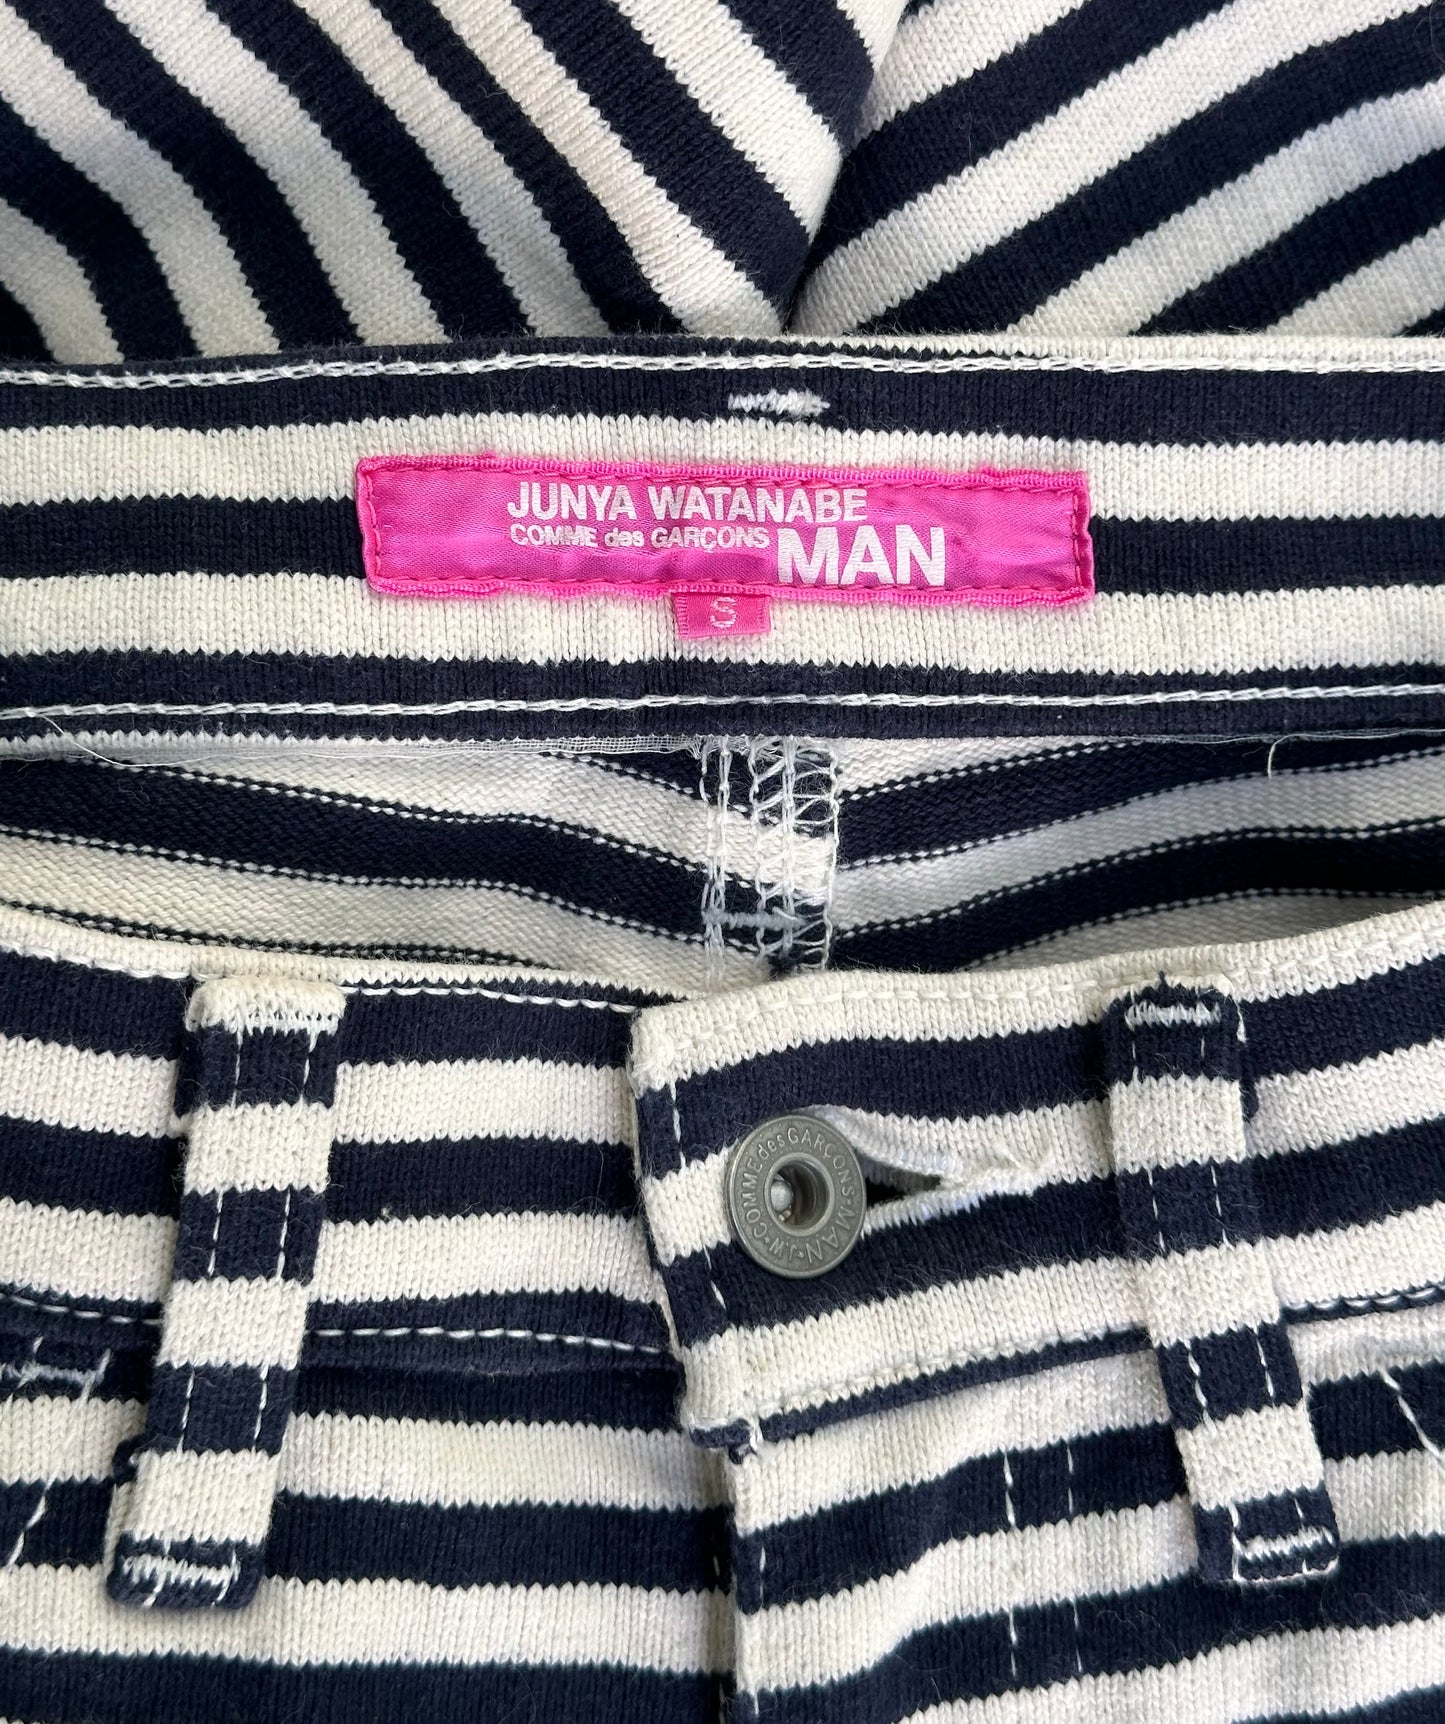 JUNYA WATANABE
COMME des GARÇONS MAN
S
COMME des GARÇONS MAN • J.W.C